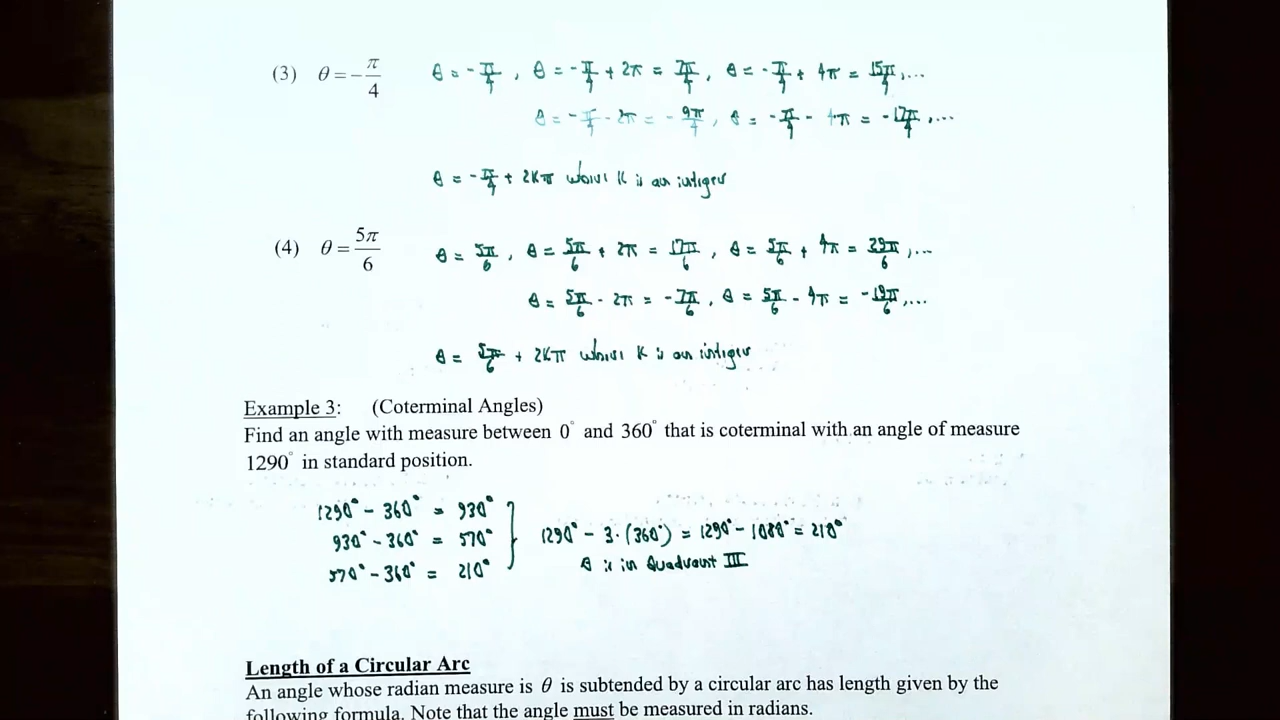 (3) θ = -π/4 θ = -π/4 , θ = -π/4 + 2π = 7π/4 , θ = -π/4 + 4π = 15π/4 ,...
θ = -π/4 - 2π = -9π/4 , θ = -π/4 - 4π = -17π/4 ,...
θ = -π/4 + 2kπ where k is an integer
(4) θ = 5π/6 θ = 5π/6 , θ = 5π/6 + 2π = 17π/6 , θ = 5π/6 + 4π = 29π/6 ,...
θ = 5π/6 - 2π = -7π/6 , θ = 5π/6 - 4π = -19π/6 ,...
θ = 5π/6 + 2kπ where k is an integer
Example 3: (Coterminal Angles)
Find an angle with measure between 0° and 360° that is coterminal with an angle of measure
1290° in standard position.
1290° - 360° = 930°
930° - 360° = 570°
570° - 360° = 210°
1290° - 3·(360°) = 1290° - 1080° = 210°
θ is in Quadrant III
Length of a Circular Arc
An angle whose radian measure is θ is subtended by a circular arc has length given by the
following formula. Note that the angle must be measured in radians.